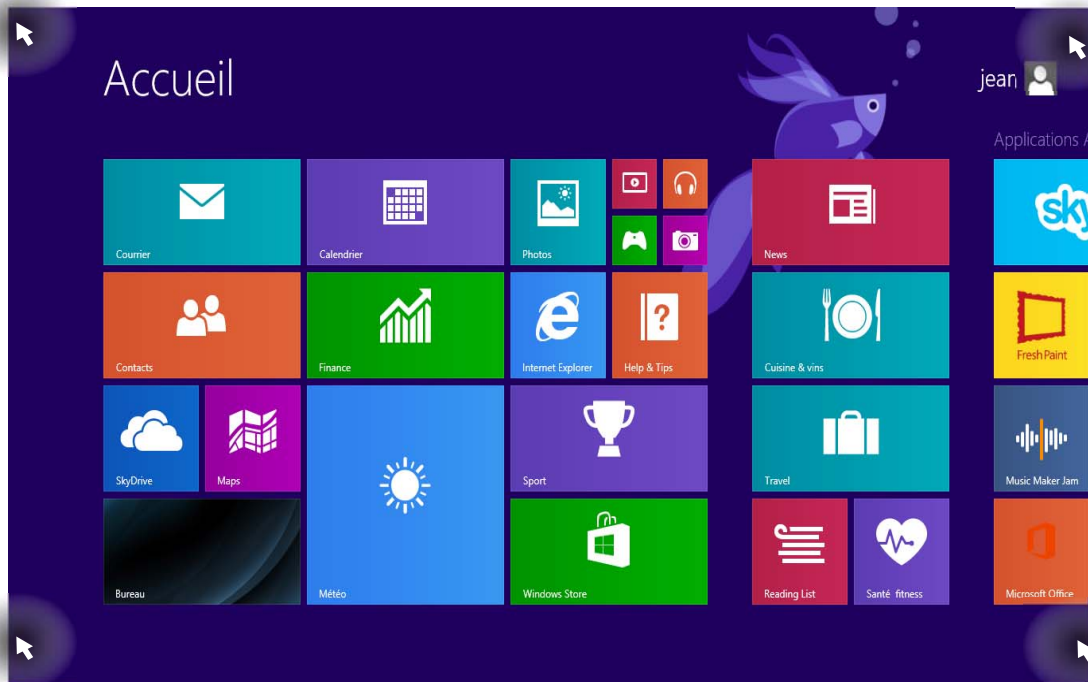 Accueil
jean
Applications A
Courrier
Calendrier
Photos
News
sky
Contacts
Finance
Internet Explorer
Help & Tips
Cuisine & vins
Fresh Paint
SkyDrive
Maps
Sport
Travel
Music Maker Jam
Bureau
Météo
Windows Store
Reading List
Santé fitness
Microsoft Office